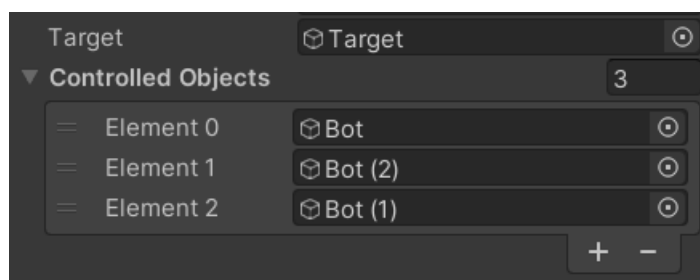 Target Target
Controlled Objects 3
Element 0 Bot
Element 1 Bot (2)
Element 2 Bot (1)
+ −